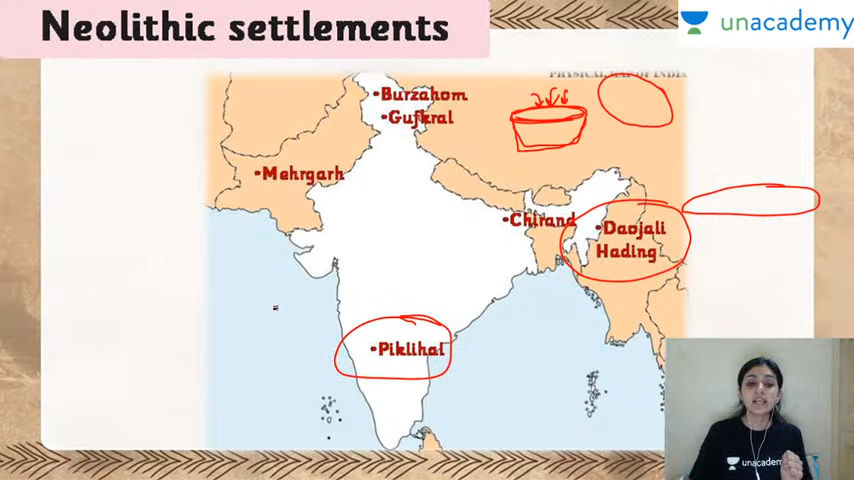 Neolithic settlements
unacademy
PHYSICAL MAP OF INDIA
Burzahom
Gufkral
Mehrgarh
Chirand
Daojali
Hading
Piklihal
unacademy